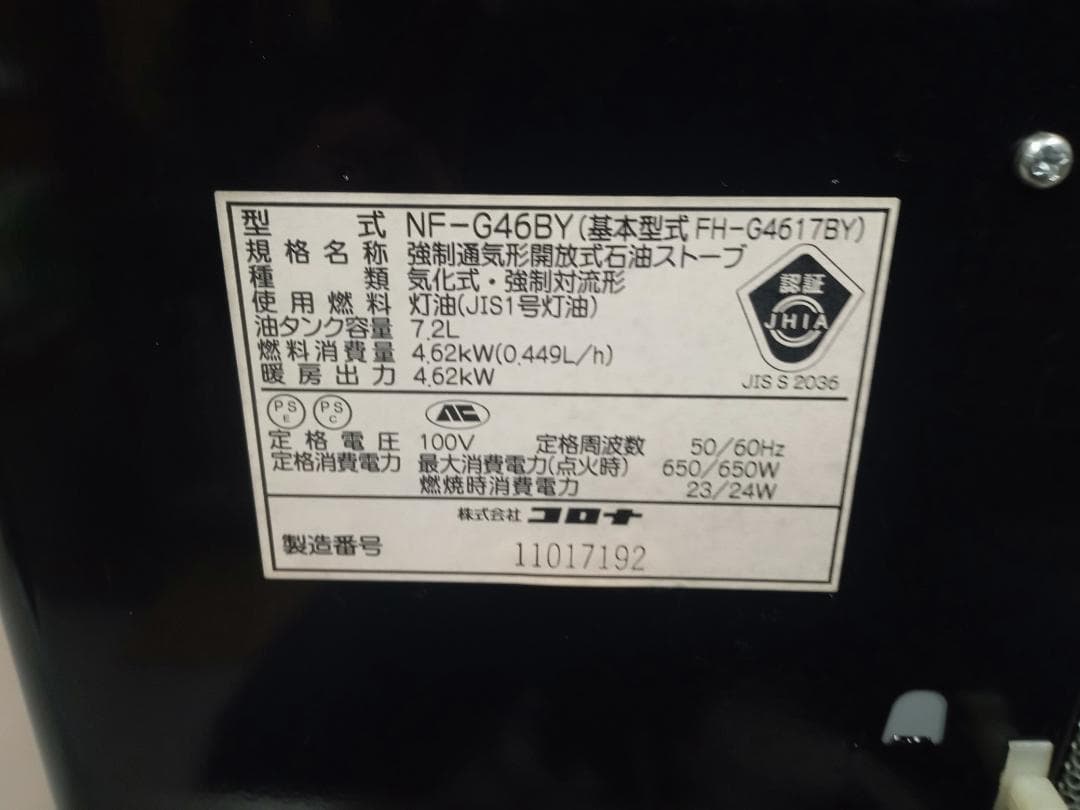 型式 NF-G46BY(基本型式 FH-G4617BY)
規格名称 強制通気形開放式石油ストーブ
種類 気化式・強制対流形
使用燃料 灯油(JIS1号灯油)
油タンク容量 7.2L
燃料消費量 4.62kW(0.449L/h)
暖房出力 4.62kW
認証
JHIA
JIS S 2036
PS E PS C
定格電圧 100V 定格周波数 50/60Hz
定格消費電力 最大消費電力(点火時) 650/650W
燃焼時消費電力 23/24W
株式会社 コロナ
製造番号 11017192